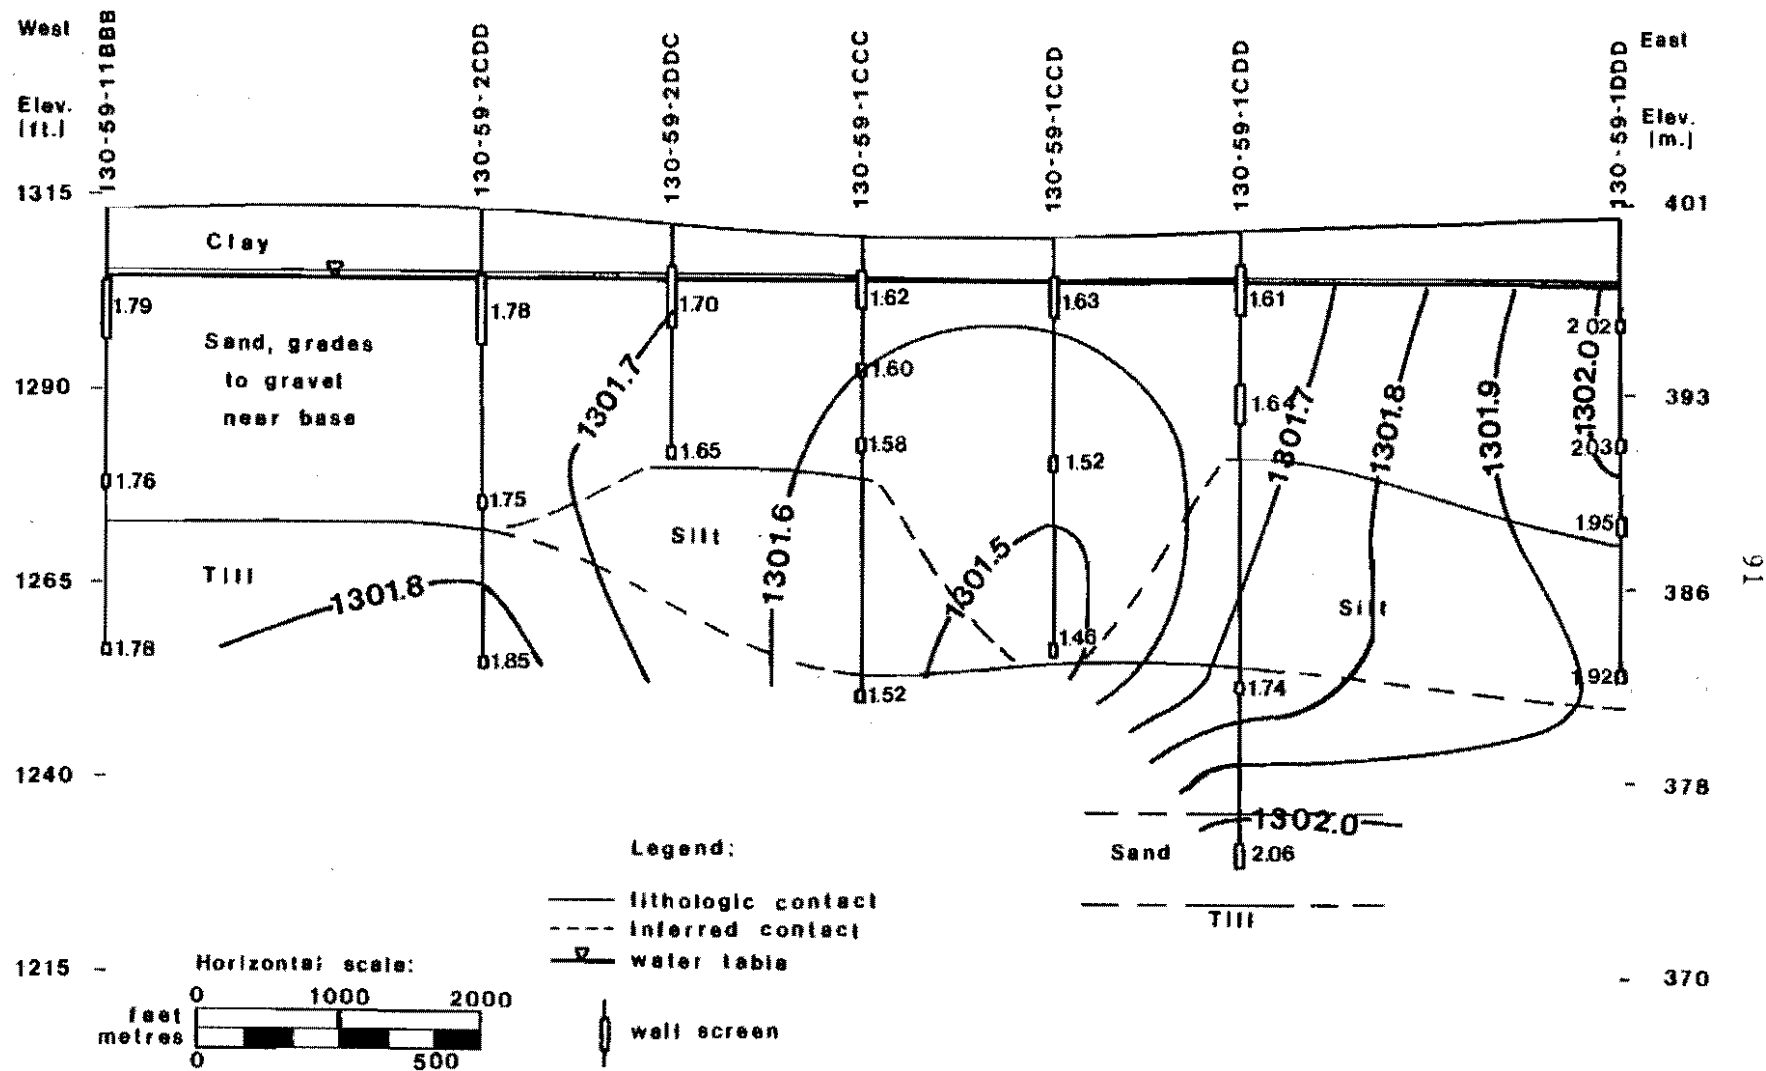 West
Elev.
[ft.]
130-59-11BBB
130-59-2CDD
130-59-2DDC
130-59-1CCC
130-59-1CCD
130-59-1CDD
130-59-1DDD
East
Elev.
[m.]
1315
401
Clay
1.79
1.78
1.70
1.62
1.63
1.61
2 02
Sand, grades
to gravel
near base
1290
393
1301.7
1.60
1.64
1301.7
1301.8
1301.9
1302.0
1.65
1.58
1.52
2.03
1.76
1.75
1.95
Silt
1301.6
1301.5
Till
1301.8
1265
386
Silt
91
1.78
1.85
1.46
1.52
1.74
1.92
1240
378
1302.0
Sand
2.06
Till
Legend:
lithologic contact
inferred contact
water table
well screen
1215
370
Horizontal scale:
0 1000 2000
feet
metres
0 500